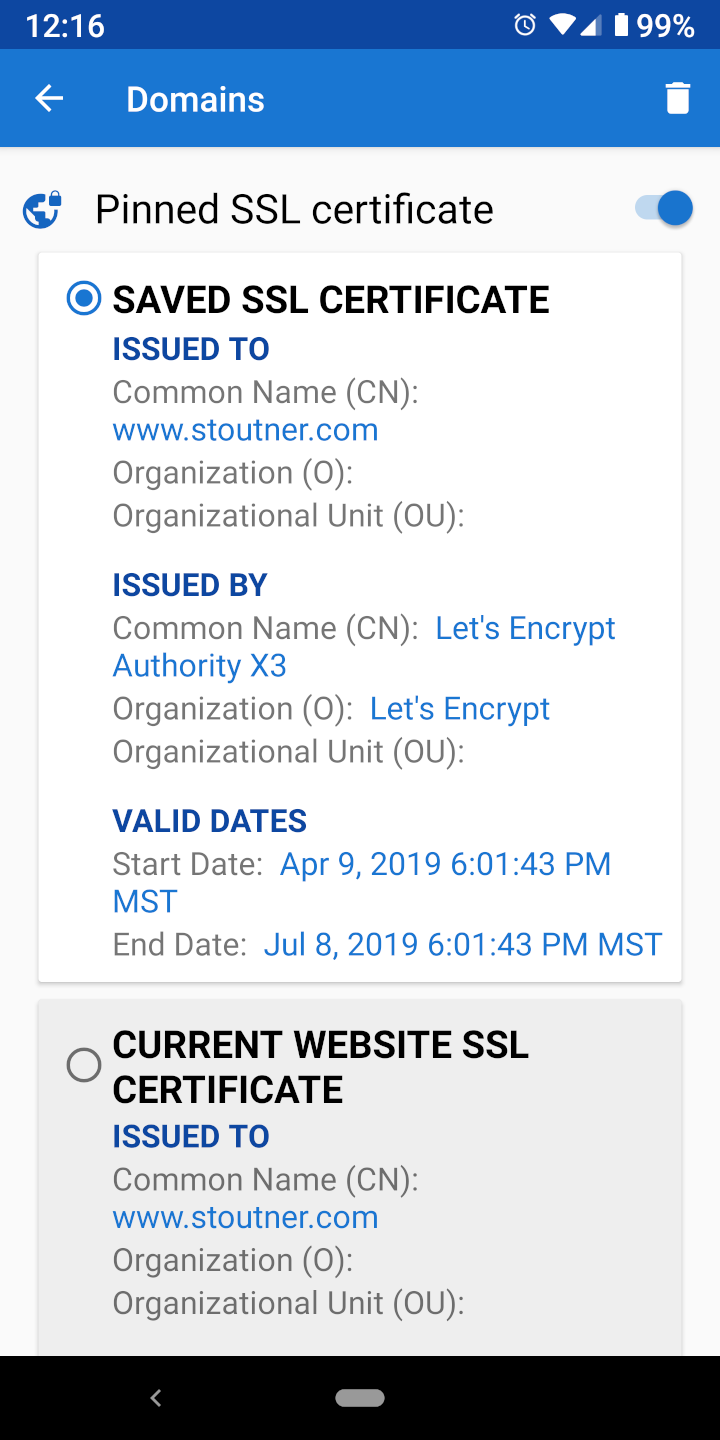 12:16 99%
Domains
Pinned SSL certificate
SAVED SSL CERTIFICATE
ISSUED TO
Common Name (CN):
www.stoutner.com
Organization (O):
Organizational Unit (OU):
ISSUED BY
Common Name (CN): Let's Encrypt
Authority X3
Organization (O): Let's Encrypt
Organizational Unit (OU):
VALID DATES
Start Date: Apr 9, 2019 6:01:43 PM
MST
End Date: Jul 8, 2019 6:01:43 PM MST
CURRENT WEBSITE SSL
CERTIFICATE
ISSUED TO
Common Name (CN):
www.stoutner.com
Organization (O):
Organizational Unit (OU):